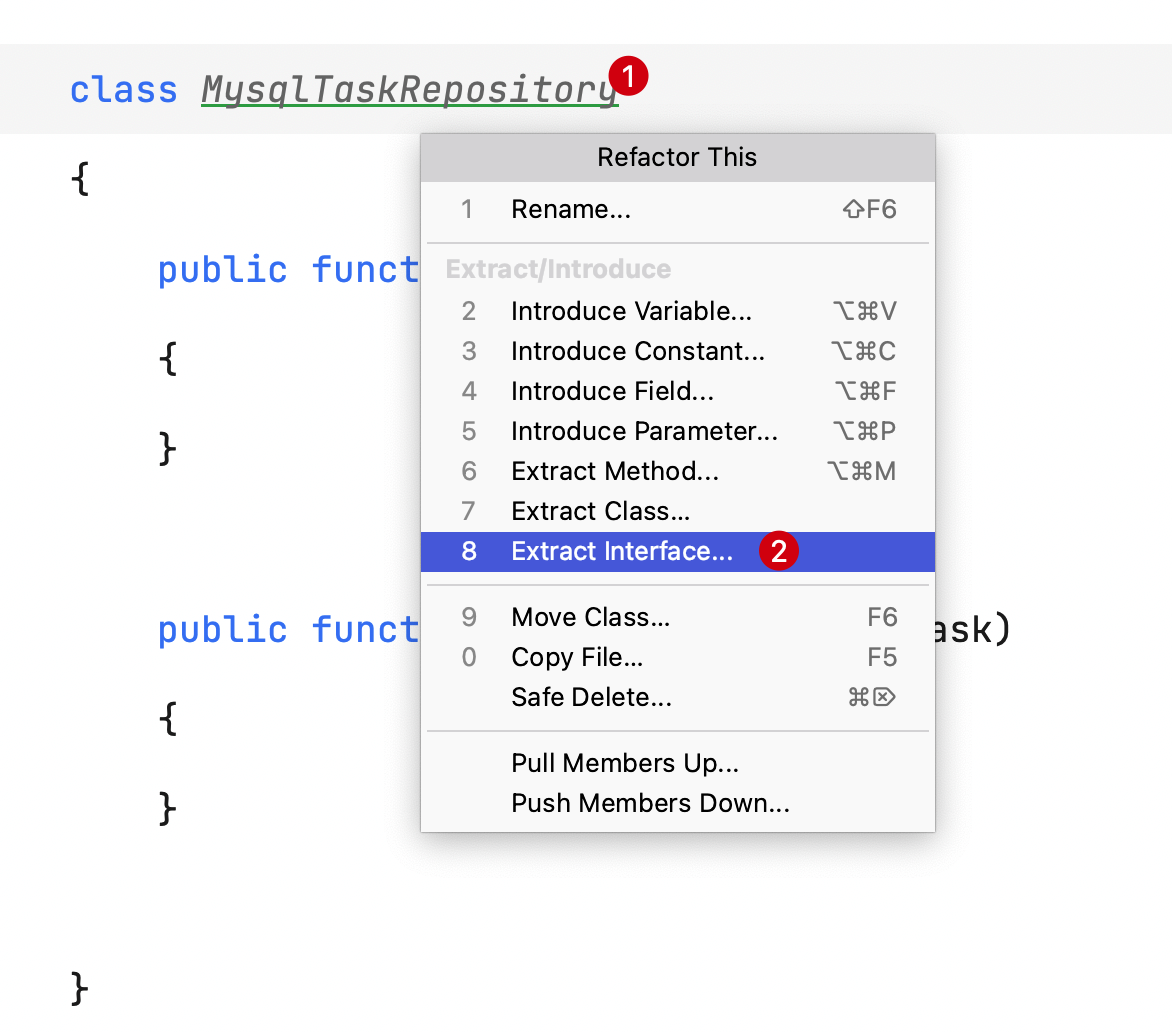 class MysqlTaskRepository 1
{
Refactor This
1 Rename... ⇧F6
public funct
Extract/Introduce
2 Introduce Variable... ⌥⌘V
3 Introduce Constant... ⌥⌘C
{
4 Introduce Field... ⌥⌘F
5 Introduce Parameter... ⌥⌘P
}
6 Extract Method... ⌥⌘M
7 Extract Class...
8 Extract Interface... 2
9 Move Class... F6
public funct
ask)
0 Copy File... F5
Safe Delete... ⌘⌦
{
Pull Members Up...
Push Members Down...
}
}